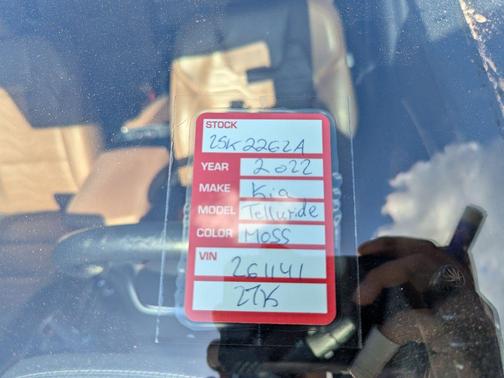 STOCK
25K2262A
YEAR 2022
MAKE Kia
MODEL Telluride
COLOR MOSS
VIN
261141
27K